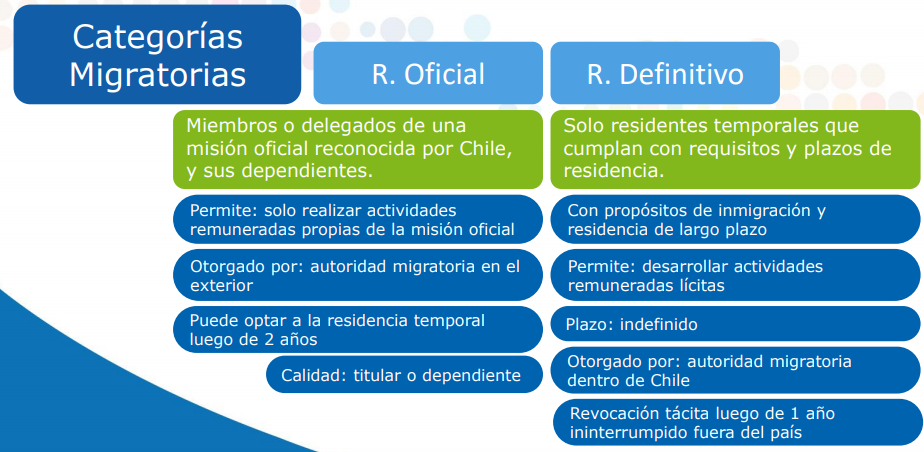 Categorías
Migratorias
R. Oficial
R. Definitivo
Miembros o delegados de una
misión oficial reconocida por Chile,
y sus dependientes.
Permite: solo realizar actividades
remuneradas propias de la misión oficial
Otorgado por: autoridad migratoria en el
exterior
Puede optar a la residencia temporal
luego de 2 años
Calidad: titular o dependiente
Solo residentes temporales que
cumplan con requisitos y plazos de
residencia.
Con propósitos de inmigración y
residencia de largo plazo
Permite: desarrollar actividades
remuneradas lícitas
Plazo: indefinido
Otorgado por: autoridad migratoria
dentro de Chile
Revocación tácita luego de 1 año
ininterrumpido fuera del país